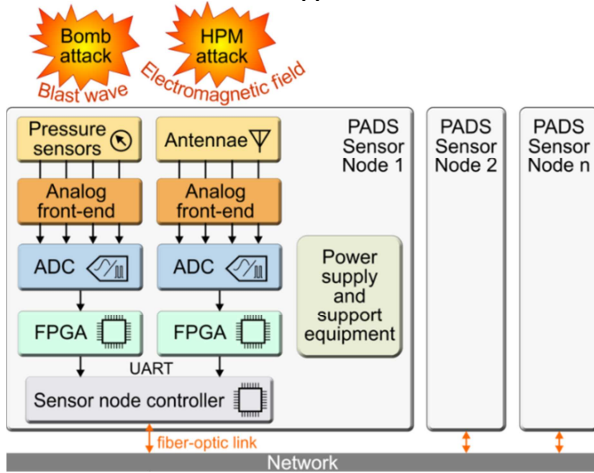 Bomb
attack
HPM
attack
Blast wave
Electromagnetic field
Pressure
sensors
Antennae
PADS
Sensor
Node 1
PADS
Sensor
Node 2
PADS
Sensor
Node n
Analog
front-end
Analog
front-end
ADC
ADC
Power
supply
and
support
equipment
FPGA
FPGA
UART
Sensor node controller
fiber-optic link
Network